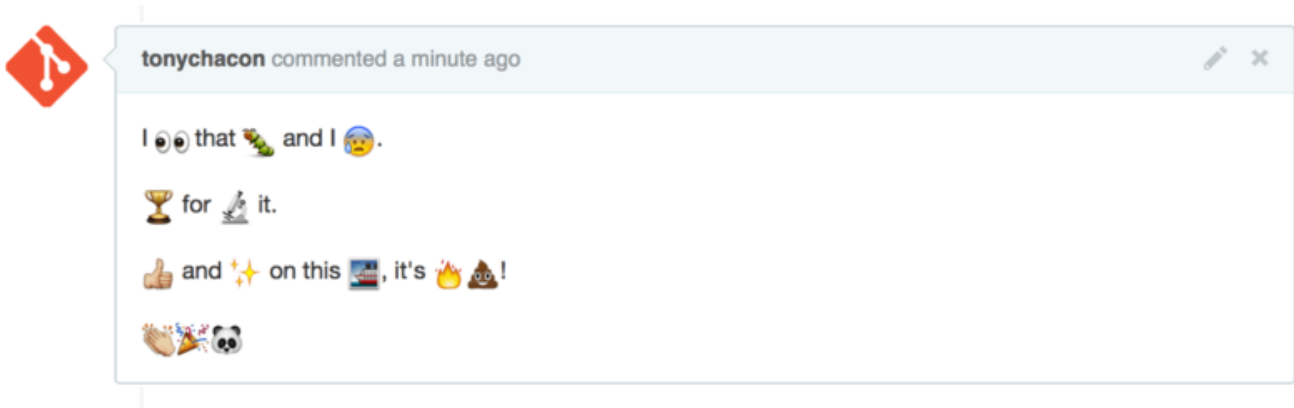 tonychacon commented a minute ago
I 👀 that 🐛 and I 😰.
🏆 for 🔬 it.
👍 and ✨ on this 🚢, it's 🔥💩!
👏🎉🐼